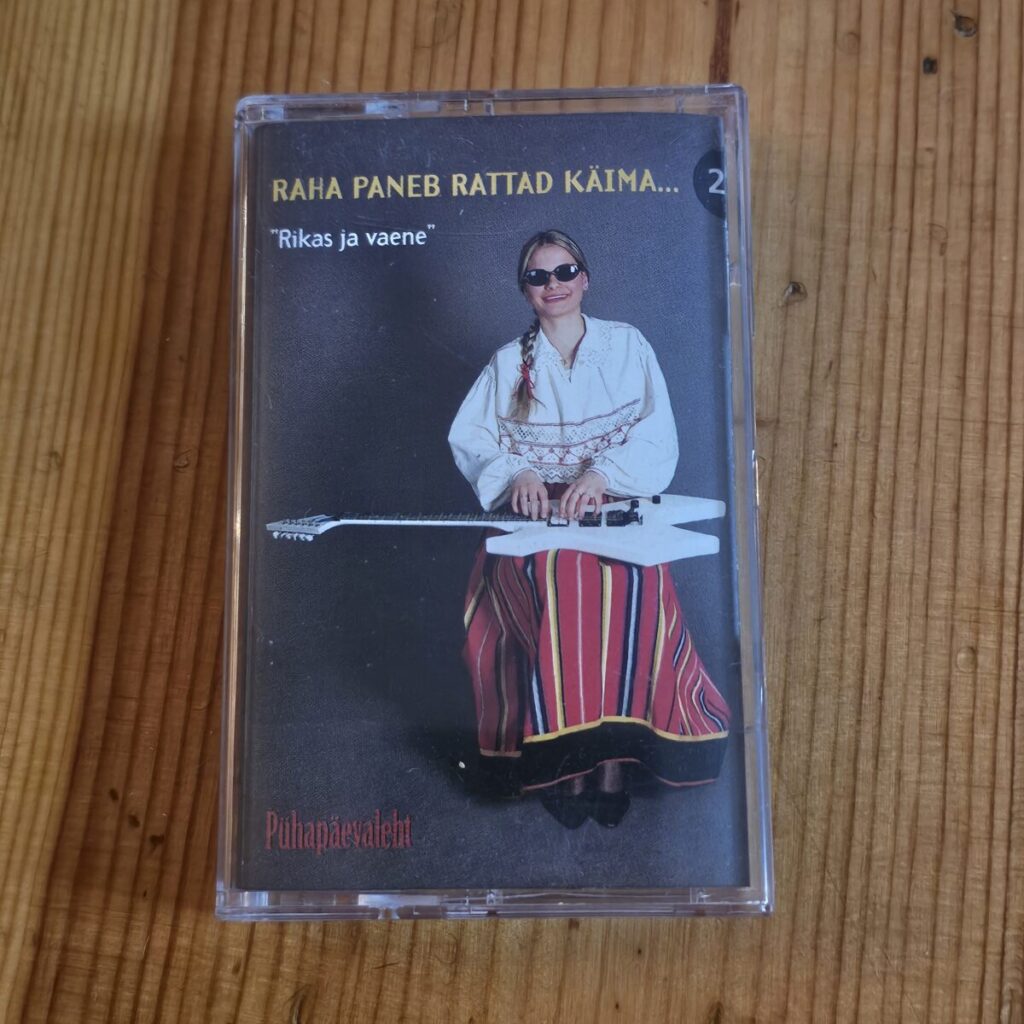 RAHA PANEB RATTAD KÄIMA... 2
"Rikas ja vaene"
Pühapäevaleht